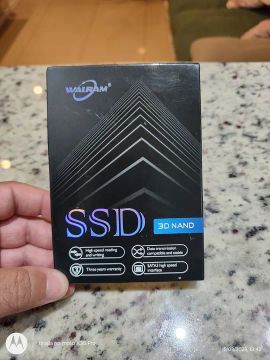 WALRAM®
SSD
3D NAND
High speed reading
and writing
Data transmission
compatible and stable
Three years warranty
SATA3 high speed
interface